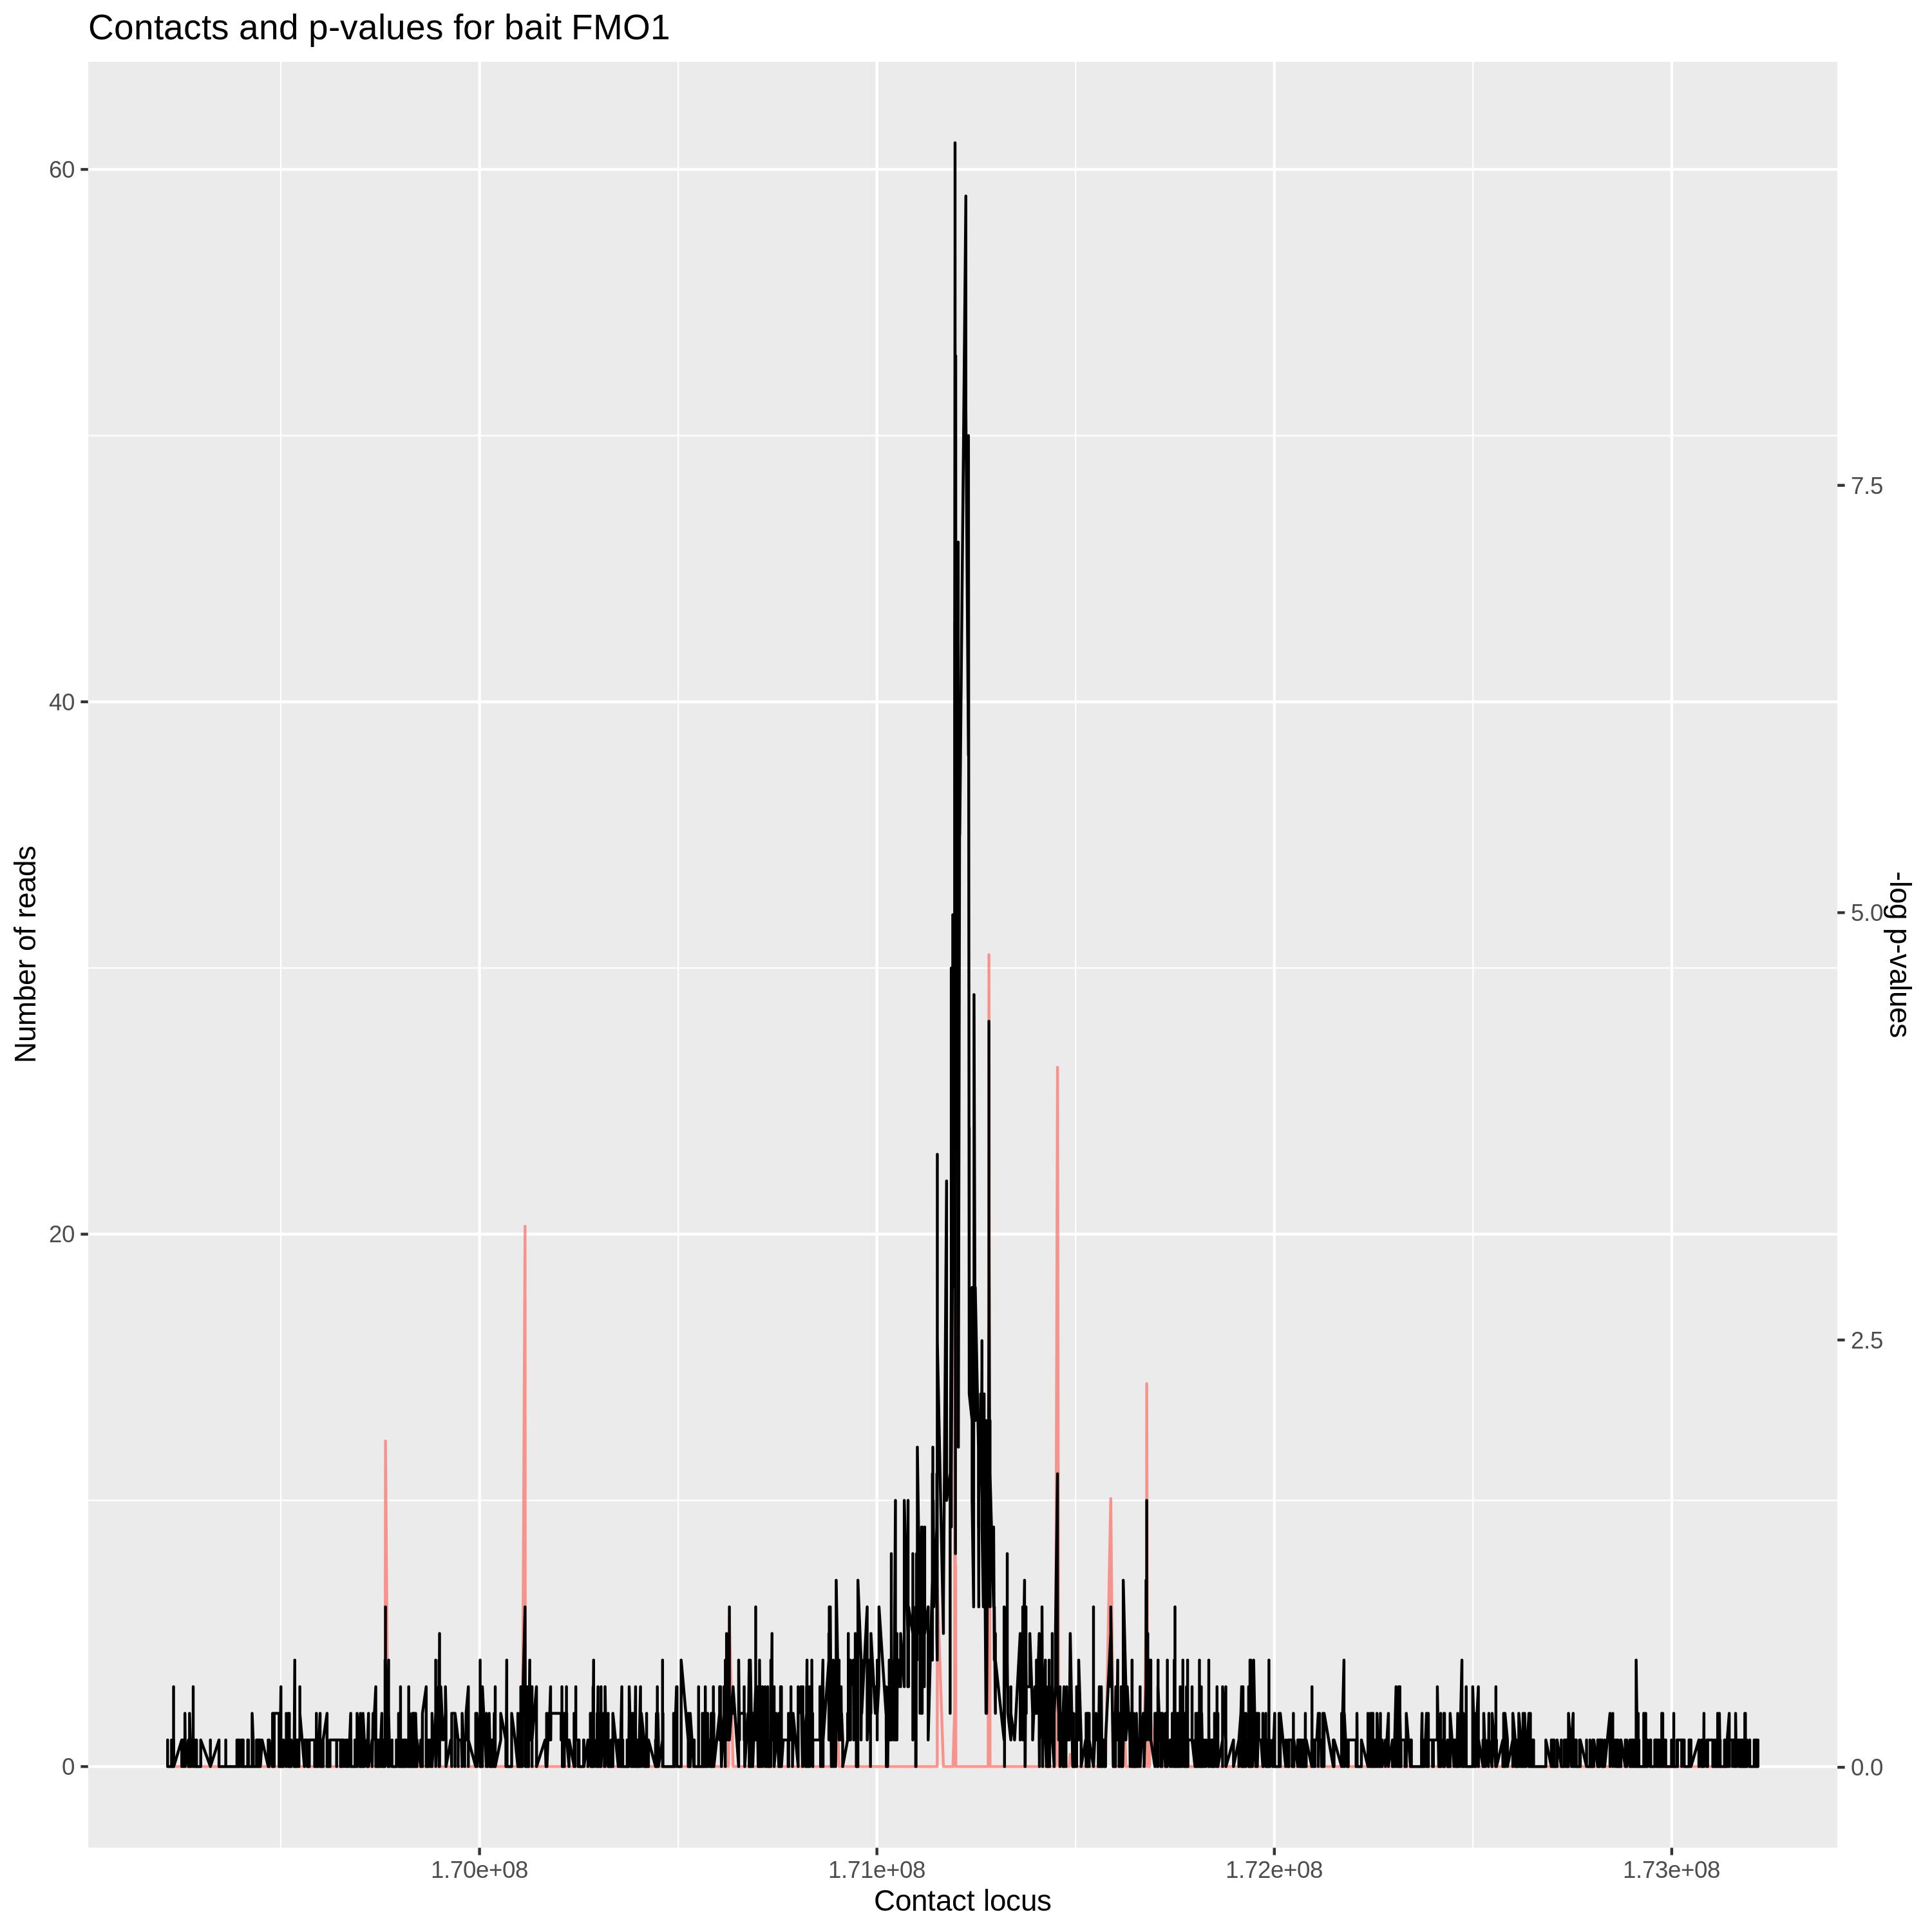 Contacts and p-values for bait FMO1
60
40
20
0
Number of reads
7.5
5.0
2.5
0.0
-log p-values
1.70e+08
1.71e+08
1.72e+08
1.73e+08
Contact locus